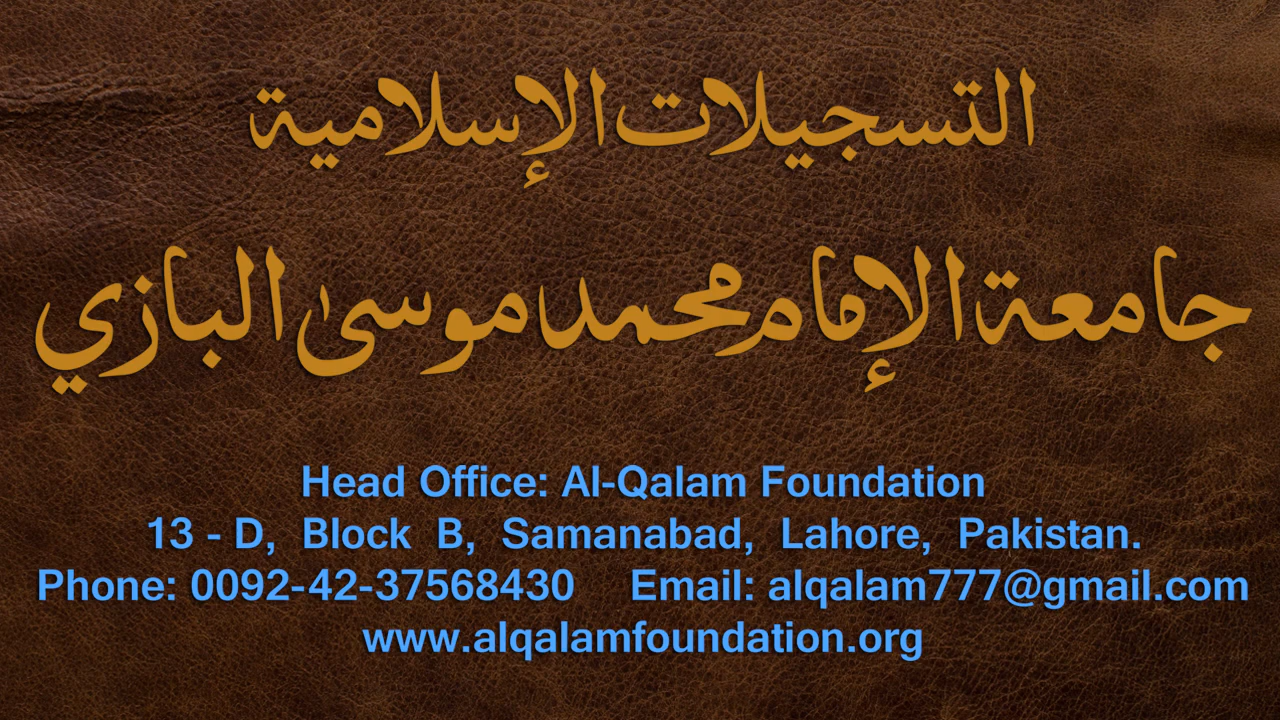 التسجيلات الإسلامية
جامعة الإمام محمد موسىٰ البازي
Head Office: Al-Qalam Foundation
13 - D, Block B, Samanabad, Lahore, Pakistan.
Phone: 0092-42-37568430 Email: alqalam777@gmail.com
www.alqalamfoundation.org